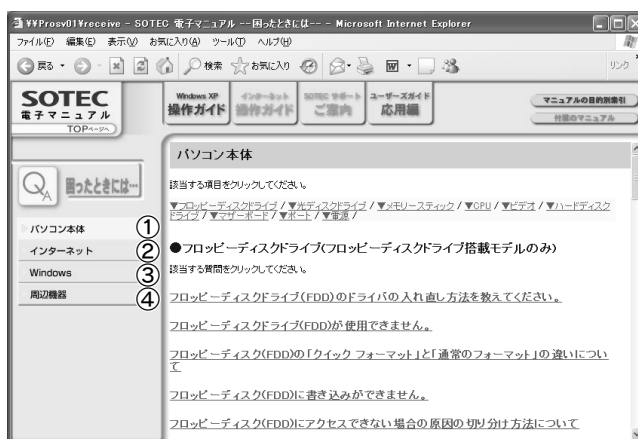 ¥¥Prosv01¥receive - SOTEC 電子マニュアル --困ったときには-- - Microsoft Internet Explorer
ファイル(F) 編集(E) 表示(V) お気に入り(A) ツール(T) ヘルプ(H)
戻る 検索 お気に入り リンク
SOTEC
電子マニュアル
TOPページへ
Windows XP
操作ガイド
インターネット
操作ガイド
SOTEC サポート
ご案内
ユーザーズガイド
応用編
マニュアルの目的別索引
付属のマニュアル
QA 困ったときには…
パソコン本体 ①
インターネット ②
Windows ③
周辺機器 ④
パソコン本体
該当する項目をクリックしてください。
▼フロッピーディスクドライブ / ▼光ディスクドライブ / ▼メモリースティック / ▼CPU / ▼ビデオ / ▼ハードディスク
ドライブ / ▼マザーボード / ▼ポート / ▼電源 /
●フロッピーディスクドライブ(フロッピーディスクドライブ搭載モデルのみ)
該当する質問をクリックしてください。
フロッピーディスクドライブ(FDD)のドライバの入れ直し方法を教えてください。
フロッピーディスクドライブ(FDD)が使用できません。
フロッピーディスク(FDD)の「クイック フォーマット」と「通常のフォーマット」の違いについ
て
フロッピーディスク(FDD)に書き込みができません。
フロッピーディスク(FDD)にアクセスできない場合の原因の切り分け方法について